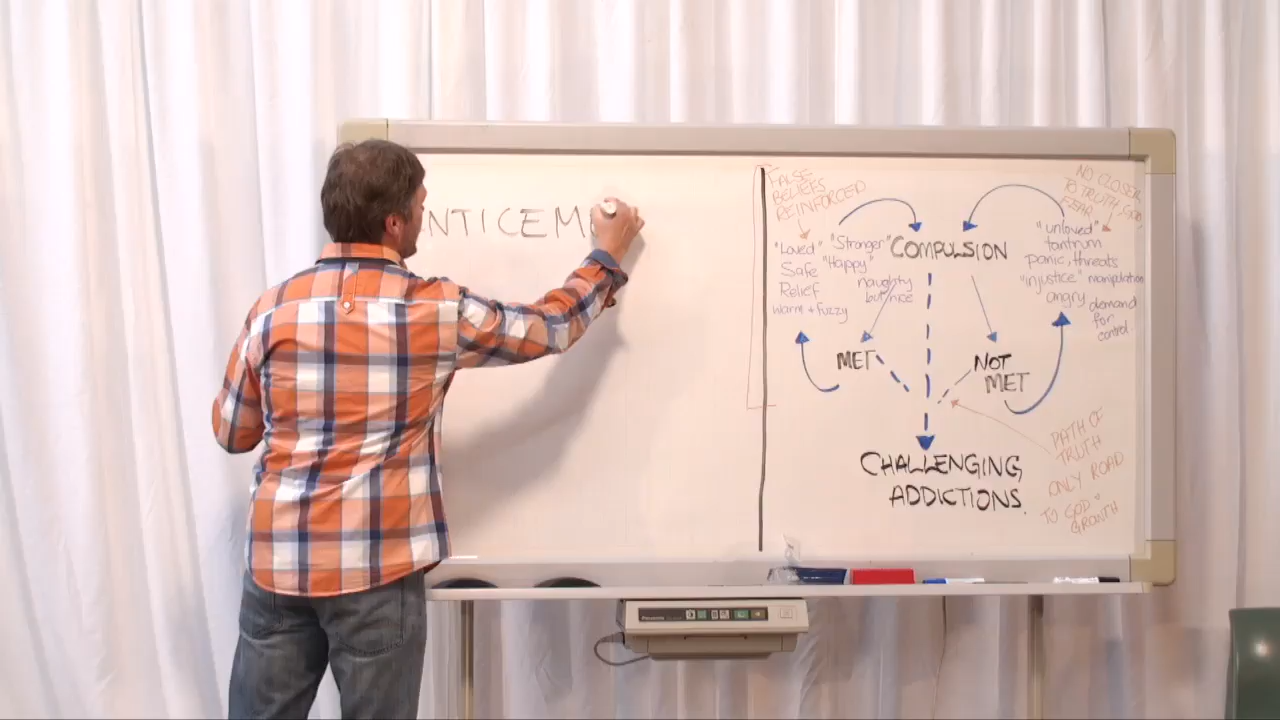 ENTICEME
FALSE
BELIEFS
REINFORCED
"Loved" "Stronger"
Safe "Happy"
Relief naughty
but nice
warm + fuzzy
COMPULSION
NO CLOSER
TO TRUTH, GOD
FEAR
"unloved"
tantrum
panic, threats
"injustice" manipulation
angry demand
for
control
MET
NOT
MET
CHALLENGING
ADDICTIONS.
PATH OF
TRUTH
ONLY ROAD
TO GOD
GROWTH
Panasonic